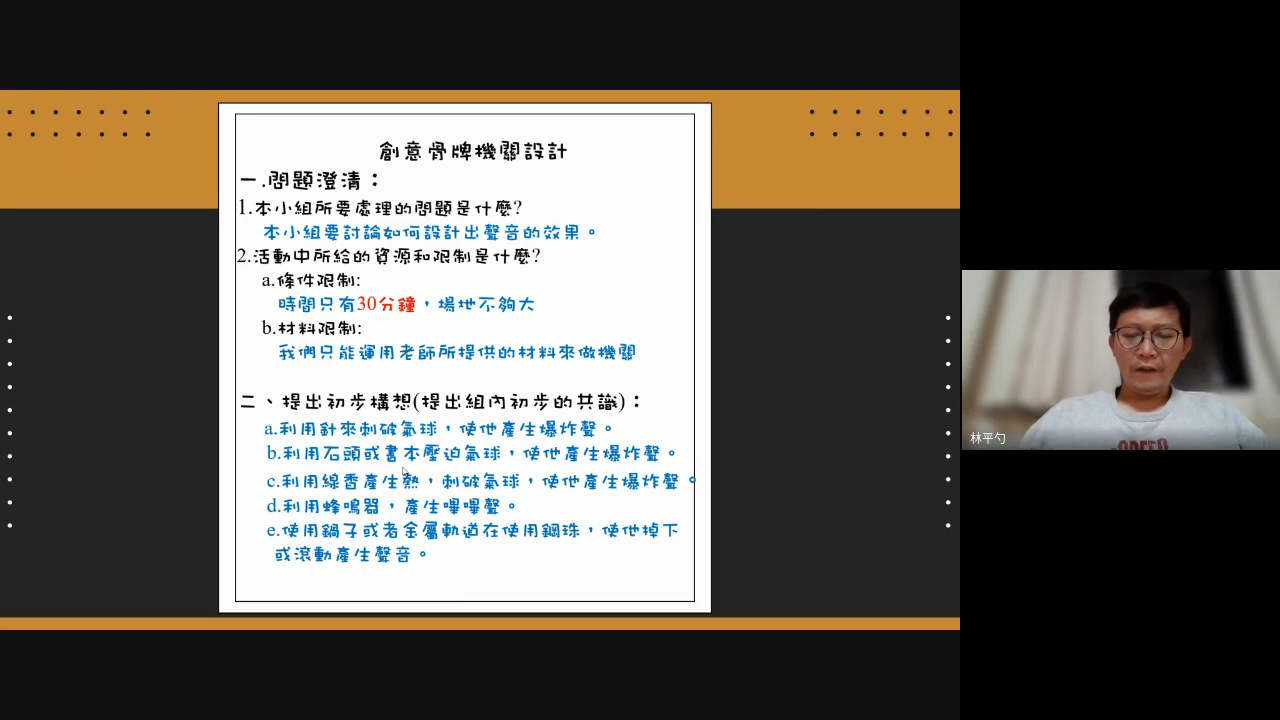 創意骨牌機關設計
一.問題澄清：
1.本小組所要處理的問題是什麼?
本小組要討論如何設計出聲音的效果。
2.活動中所給的資源和限制是什麼?
a.條件限制:
時間只有30分鐘，場地不夠大
b.材料限制:
我們只能運用老師所提供的材料來做機關
二、提出初步構想(提出組內初步的共識)：
a.利用針來刺破氣球，使他產生爆炸聲。
b.利用石頭或書本壓迫氣球，使他產生爆炸聲。
c.利用線香產生熱，刺破氣球，使他產生爆炸聲。
d.利用蜂鳴器，產生嗶嗶聲。
e.使用鍋子或者金屬軌道在使用鋼珠，使他掉下
或滾動產生聲音。
林平勺